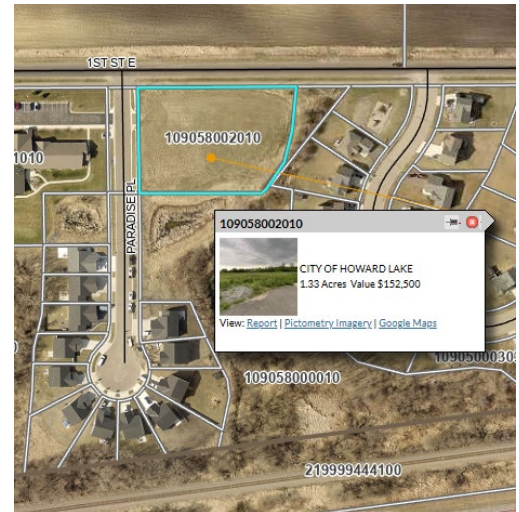 1ST ST E
109058002010
1010
PARADISE PL
109058002010
CITY OF HOWARD LAKE
1.33 Acres Value $152,500
View: Report | Pictometry Imagery | Google Maps
109058000010
219999444100